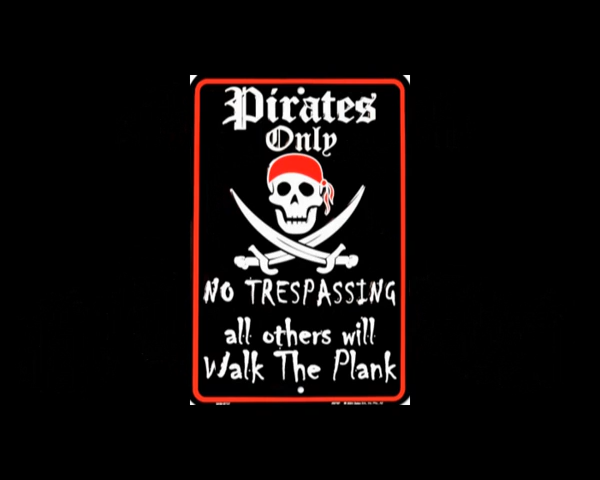 Pirates
Only
NO TRESPASSING
all others will
Walk The Plank